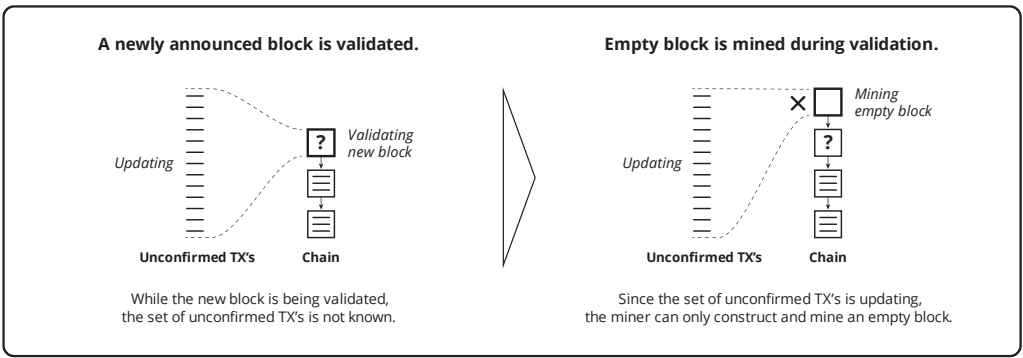 A newly announced block is validated.
Updating
?
Validating
new block
Unconfirmed TX's
Chain
While the new block is being validated,
the set of unconfirmed TX's is not known.
Empty block is mined during validation.
Updating
Mining
empty block
?
Unconfirmed TX's
Chain
Since the set of unconfirmed TX's is updating,
the miner can only construct and mine an empty block.